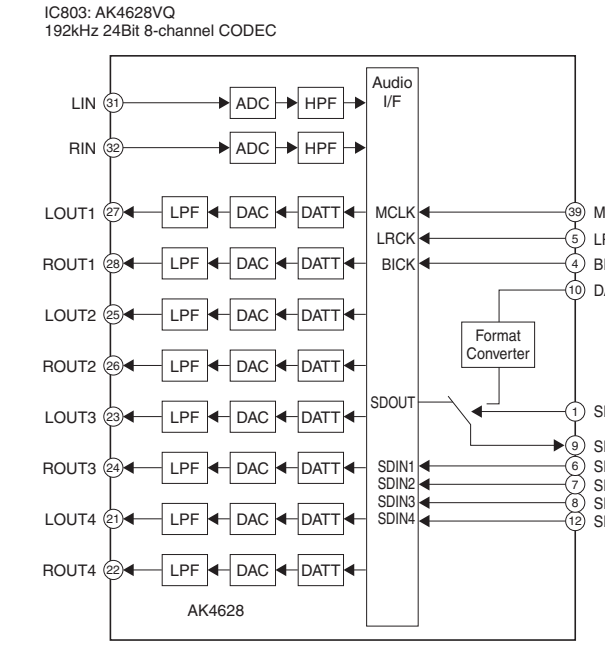 IC803: AK4628VQ
192kHz 24Bit 8-channel CODEC
Audio
I/F
LIN 31 ADC HPF
RIN 32 ADC HPF
LOUT1 27 LPF DAC DATT MCLK 39 M
LRCK 5 L
ROUT1 28 LPF DAC DATT BICK 4 BI
10 D
LOUT2 25 LPF DAC DATT
Format
Converter
ROUT2 26 LPF DAC DATT
SDOUT
LOUT3 23 LPF DAC DATT 1 S
9 S
ROUT3 24 LPF DAC DATT SDIN1 6 S
SDIN2 7 S
SDIN3 8 S
LOUT4 21 LPF DAC DATT SDIN4 12 S
ROUT4 22 LPF DAC DATT
AK4628